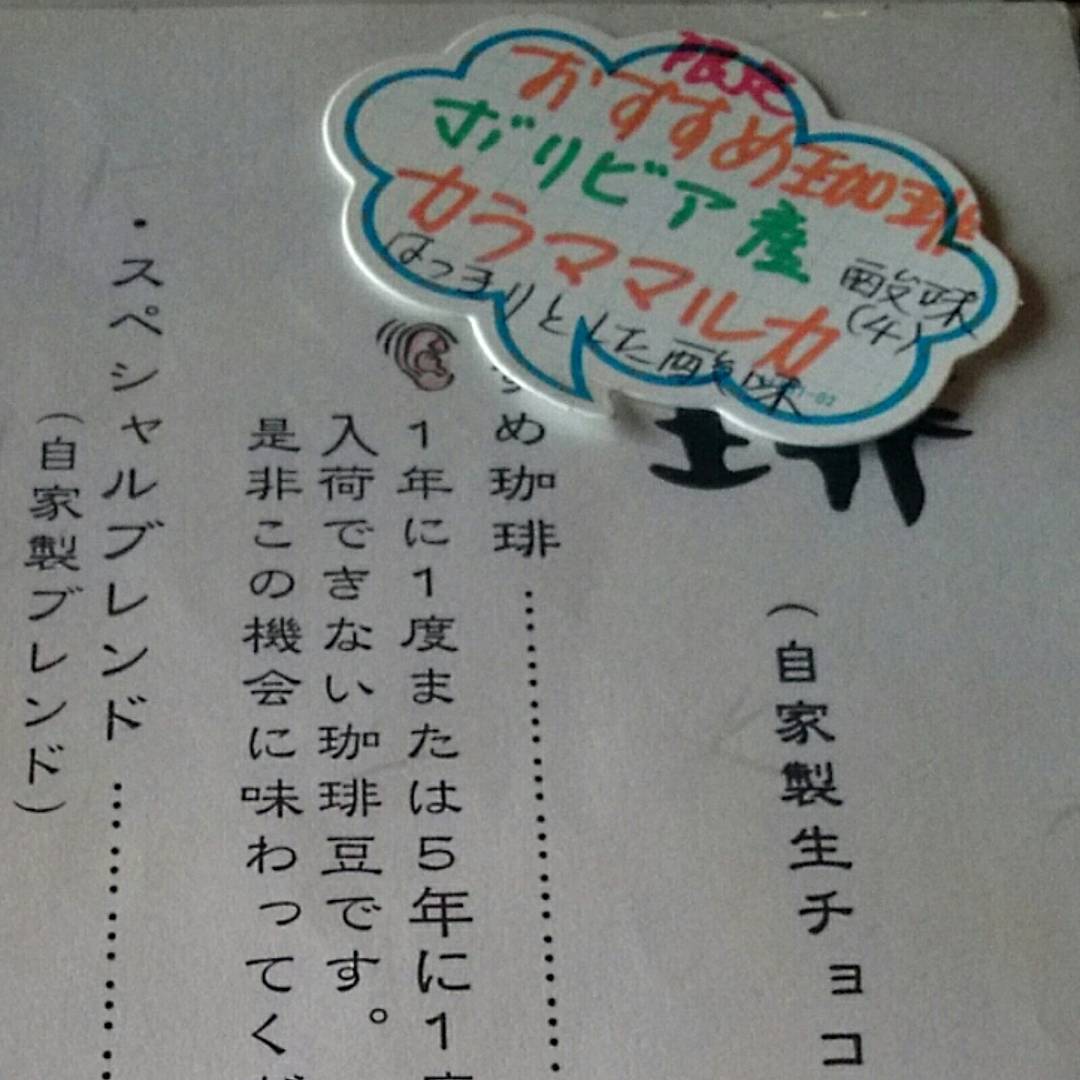 限定
おすすめ珈琲
ボリビア産
カラママルカ
酸味
(4)
はっきりとした酸味
（自家製生チョコ
め珈琲…………………
1年に1度または5年に1度
入荷できない珈琲豆です。
是非この機会に味わってくだ
・スペシャルブレンド…………
（自家製ブレンド）